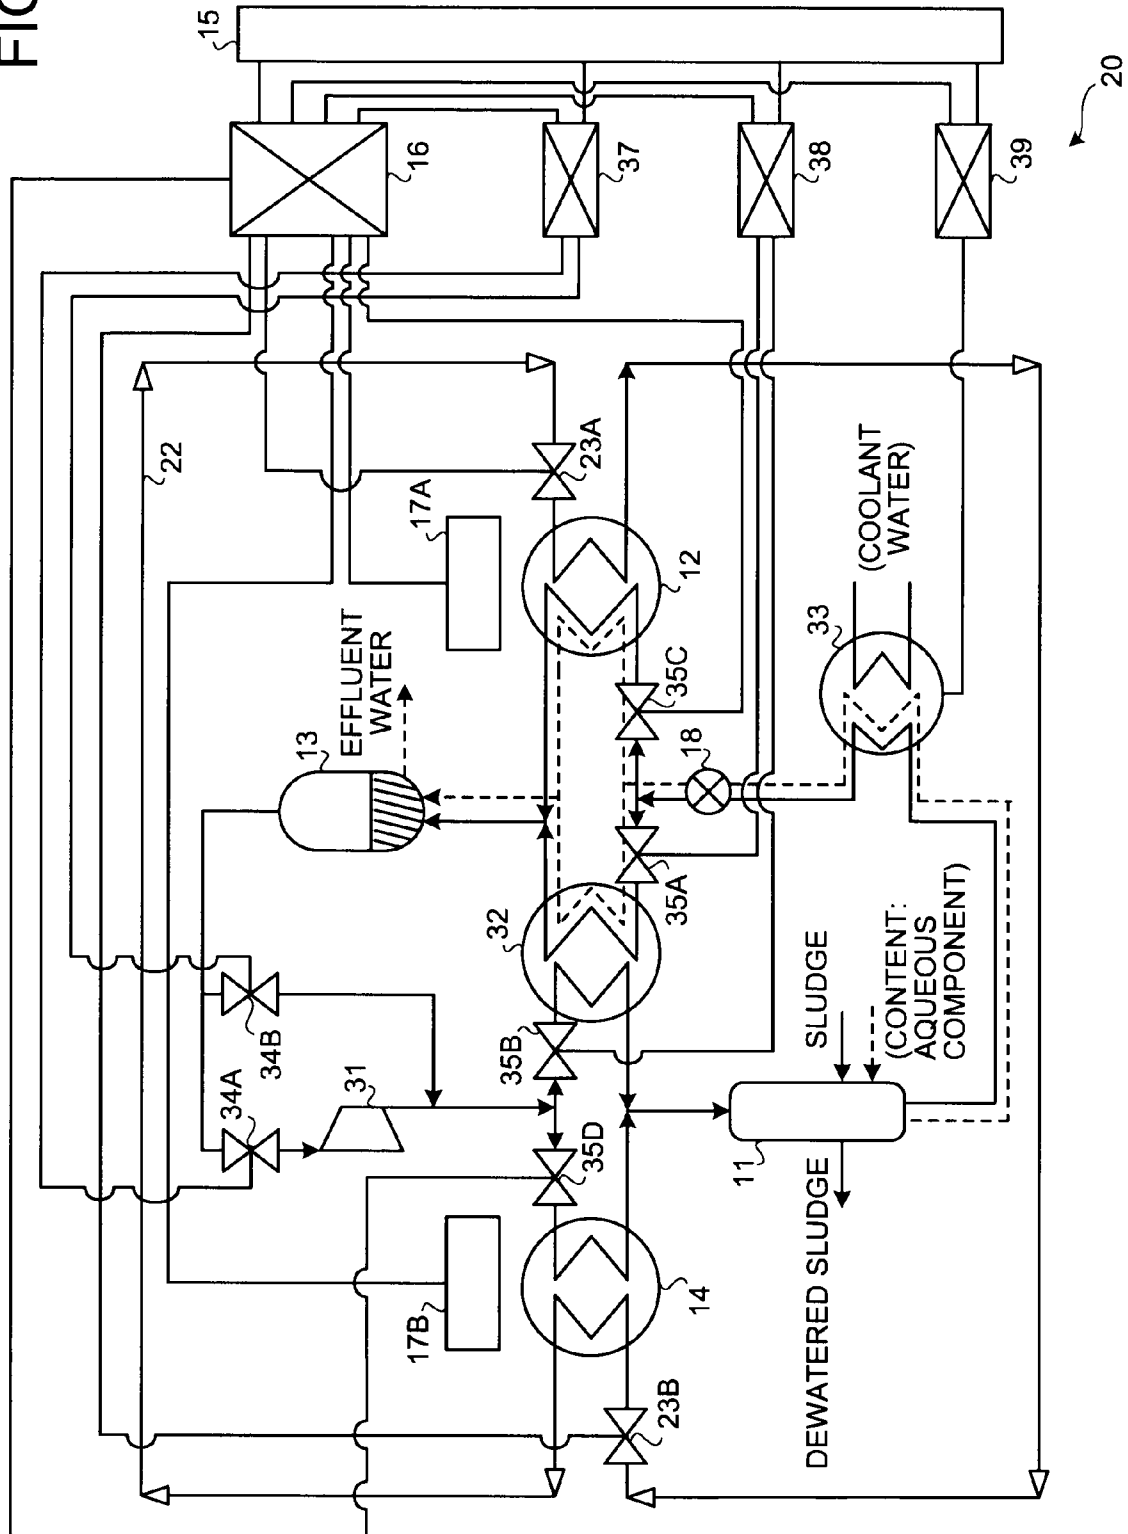 FIG
15
16
37
38
39
20
22
23A
17A
12
(COOLANT
WATER)
33
35C
18
EFFLUENT
WATER
13
35A
32
34B
34A
31
35B
35D
SLUDGE
(CONTENT:
AQUEOUS
COMPONENT)
11
DEWATERED SLUDGE
17B
14
23B